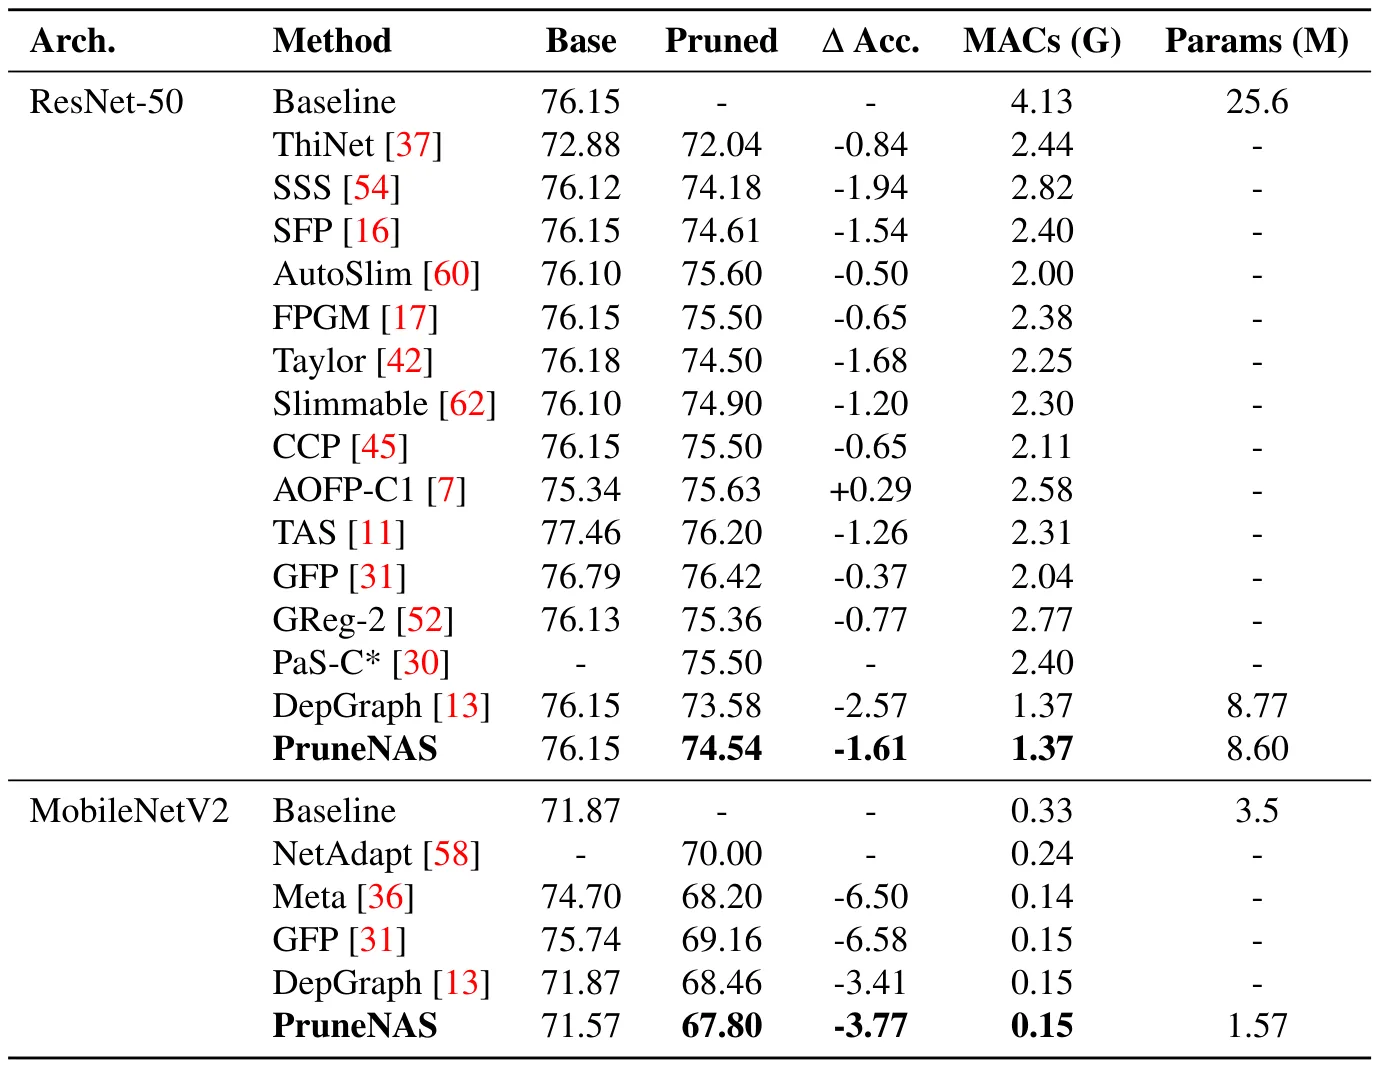 Arch. Method Base Pruned Δ Acc. MACs (G) Params (M)
ResNet-50 Baseline 76.15 - - 4.13 25.6
ThiNet [37] 72.88 72.04 -0.84 2.44 -
SSS [54] 76.12 74.18 -1.94 2.82 -
SFP [16] 76.15 74.61 -1.54 2.40 -
AutoSlim [60] 76.10 75.60 -0.50 2.00 -
FPGM [17] 76.15 75.50 -0.65 2.38 -
Taylor [42] 76.18 74.50 -1.68 2.25 -
Slimmable [62] 76.10 74.90 -1.20 2.30 -
CCP [45] 76.15 75.50 -0.65 2.11 -
AOFP-C1 [7] 75.34 75.63 +0.29 2.58 -
TAS [11] 77.46 76.20 -1.26 2.31 -
GFP [31] 76.79 76.42 -0.37 2.04 -
GReg-2 [52] 76.13 75.36 -0.77 2.77 -
PaS-C* [30] - 75.50 - 2.40 -
DepGraph [13] 76.15 73.58 -2.57 1.37 8.77
PruneNAS 76.15 74.54 -1.61 1.37 8.60
MobileNetV2 Baseline 71.87 - - 0.33 3.5
NetAdapt [58] - 70.00 - 0.24 -
Meta [36] 74.70 68.20 -6.50 0.14 -
GFP [31] 75.74 69.16 -6.58 0.15 -
DepGraph [13] 71.87 68.46 -3.41 0.15 -
PruneNAS 71.57 67.80 -3.77 0.15 1.57